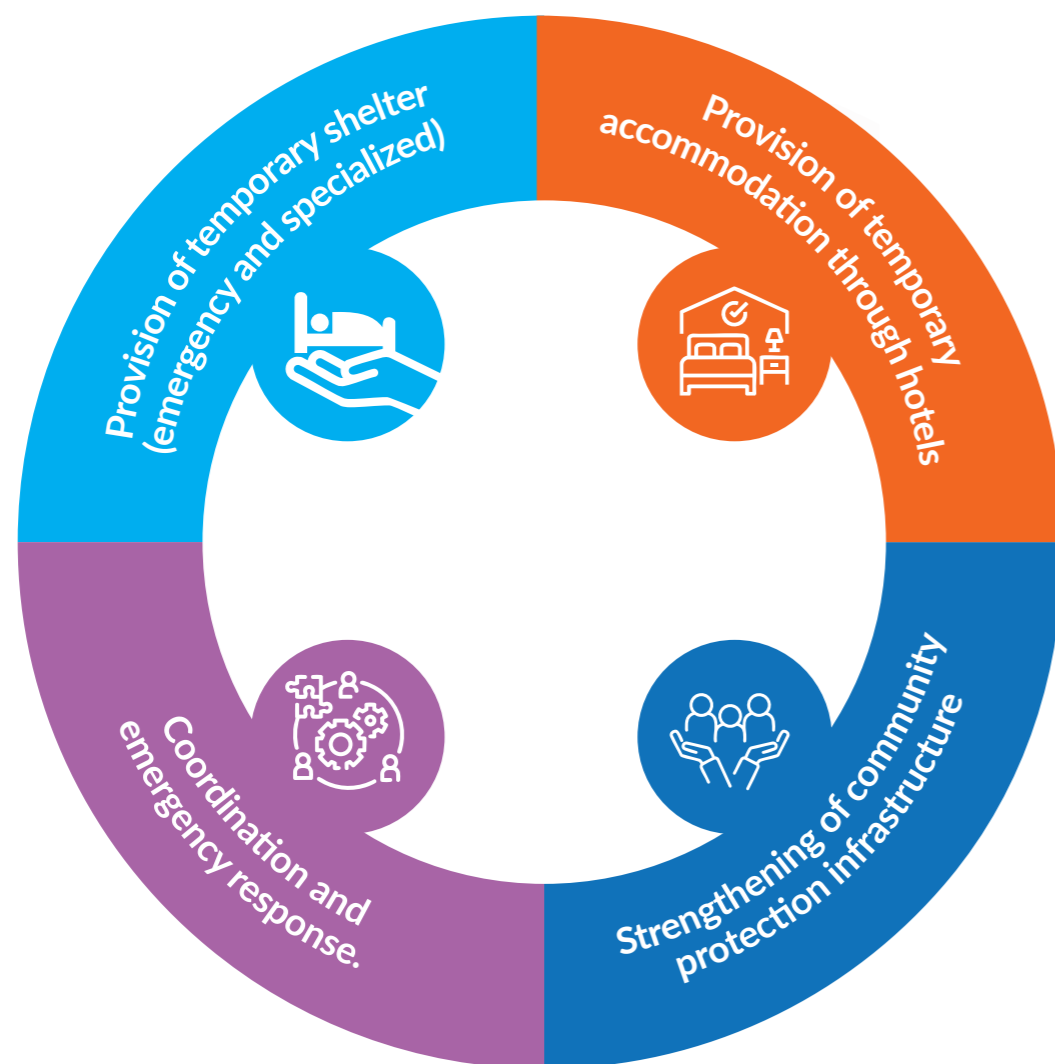 Provision of temporary shelter
(emergency and specialized)
Provision of temporary
accommodation through hotels
Coordination and
emergency response.
Strengthening of community
protection infrastructure